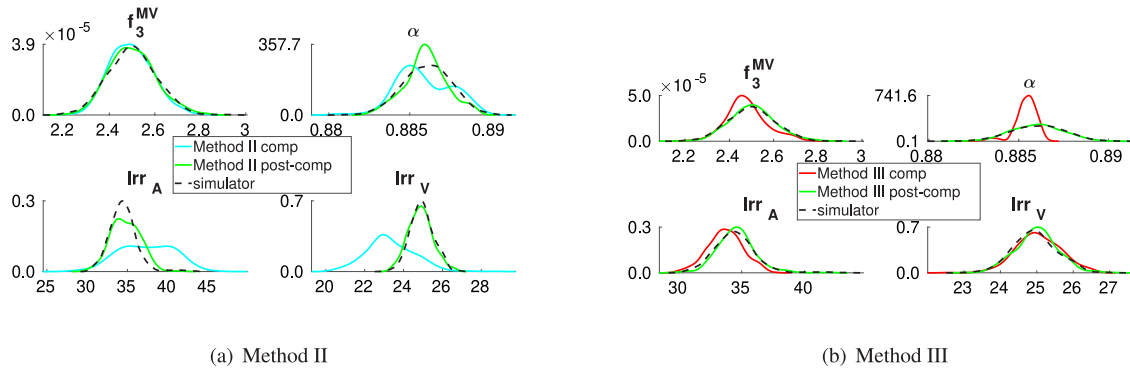 f₃^MV
×10⁻⁵
3.9
0.0
2.2 2.4 2.6 2.8 3
α
357.7
0.0
0.88 0.885 0.89
Method II comp
Method II post-comp
simulator
Irr A
0.3
0.0
25 30 35 40 45
Irr V
0.7
0.0
20 22 24 26 28
(a) Method II
f₃^MV
×10⁻⁵
5.0
0.0
2.2 2.4 2.6 2.8 3
α
741.6
0.1
0.88 0.885 0.89
Method III comp
Method III post-comp
simulator
Irr A
0.3
0.0
30 35 40
Irr V
0.7
0.0
23 24 25 26 27
(b) Method III